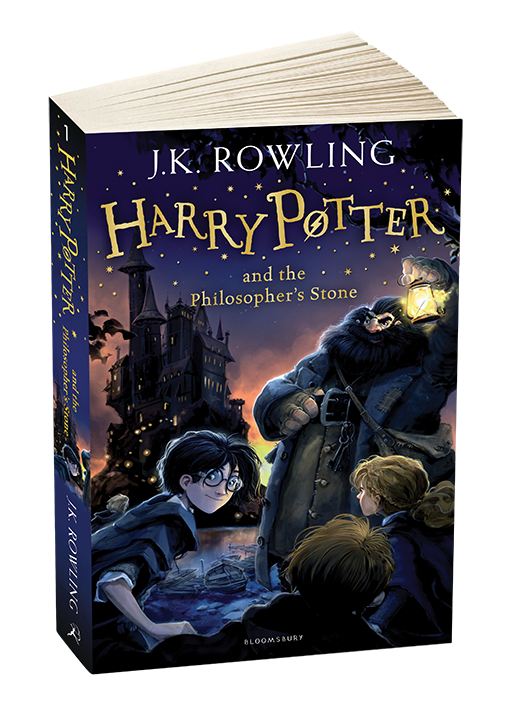 J.K. ROWLING
HARRY POTTER
and the
Philosopher's Stone
BLOOMSBURY
1
HARRY POTTER
and the
Philosopher's Stone
J.K. ROWLING